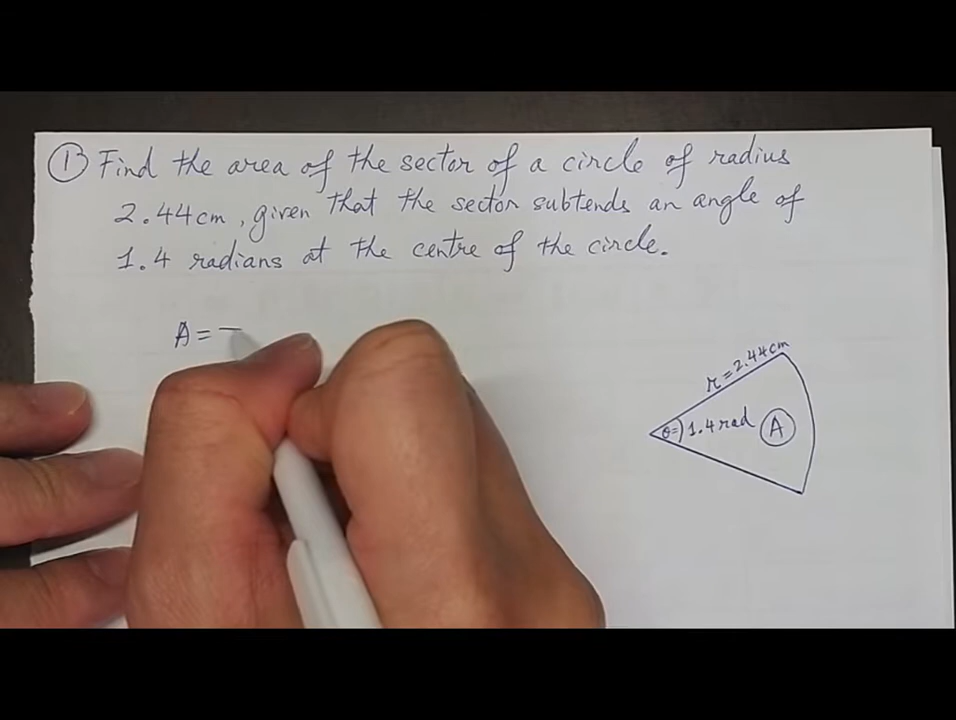 ① Find the area of the sector of a circle of radius
2.44cm, given that the sector subtends an angle of
1.4 radians at the centre of the circle.
A =
r = 2.44cm
θ= 1.4 rad A